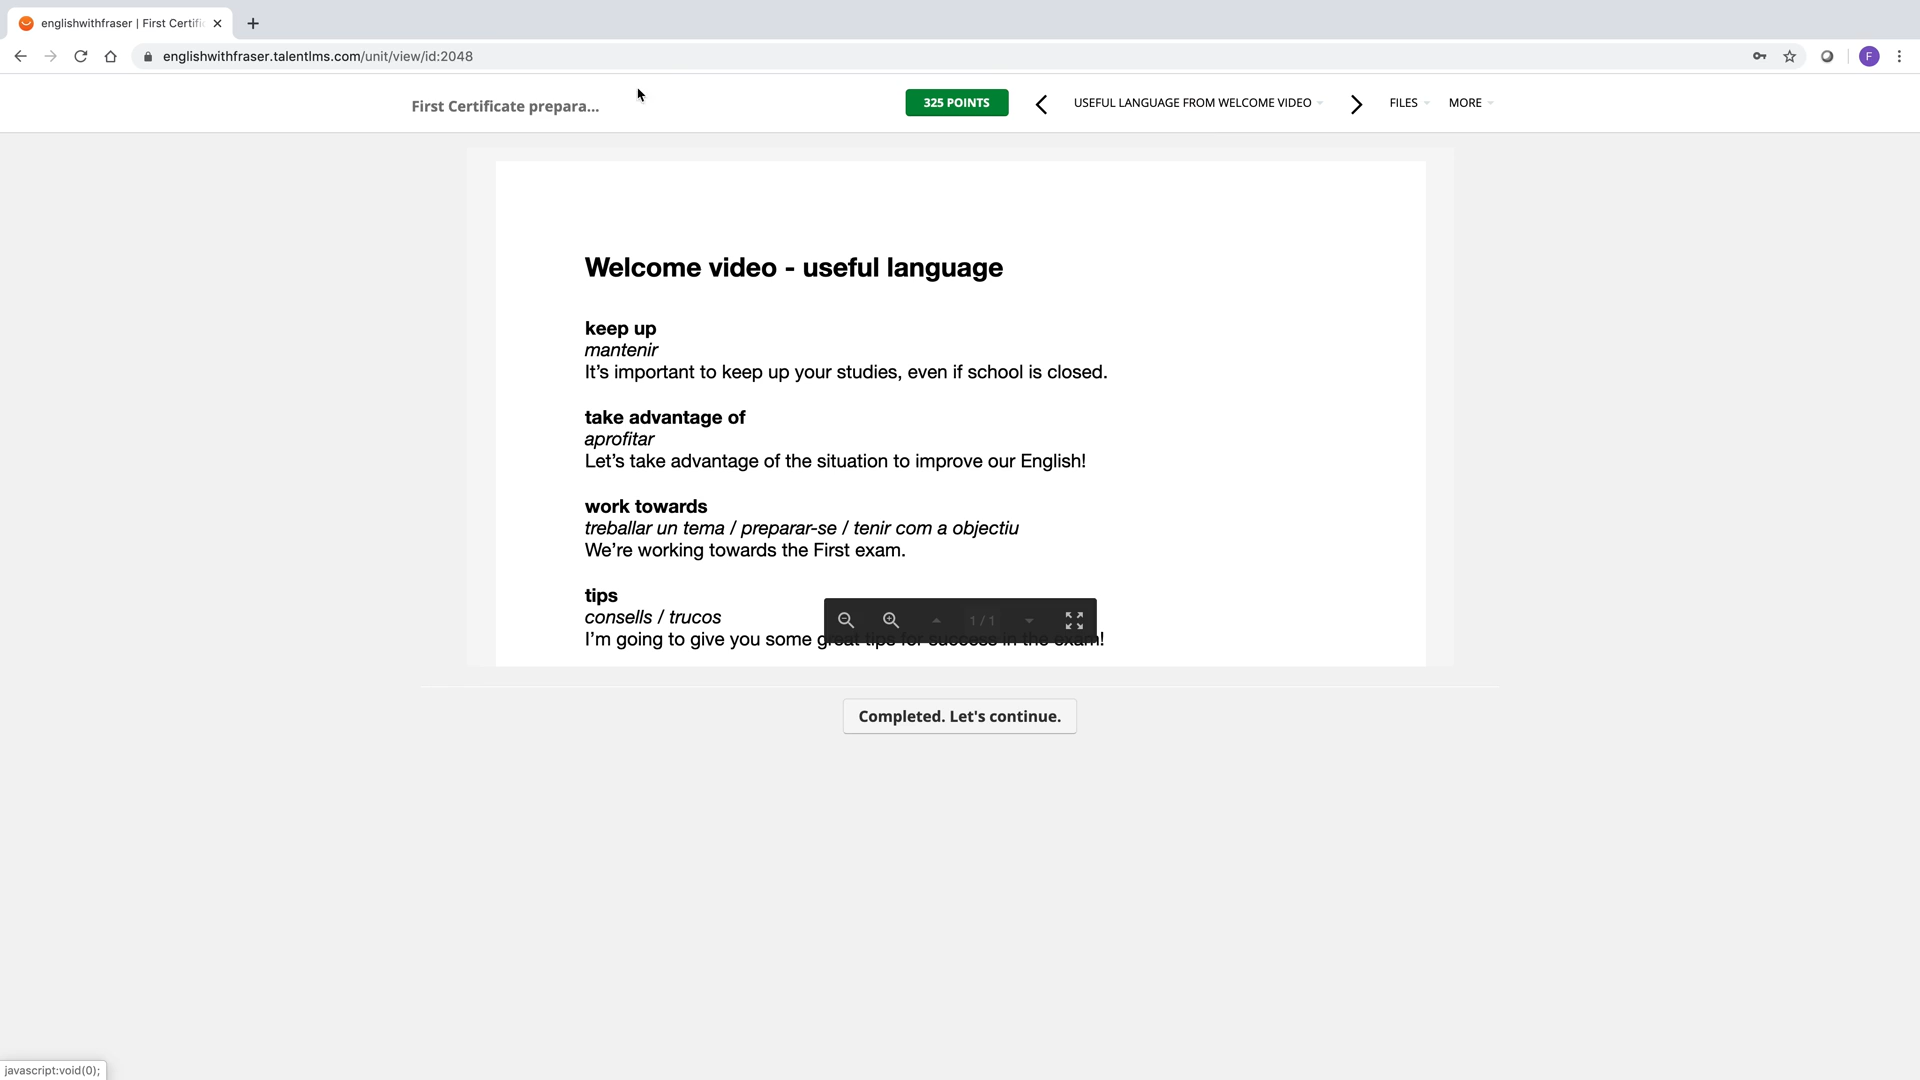 englishwithfraser | First Certifi
englishwithfraser.talentlms.com/unit/view/id:2048
F
First Certificate prepara...
325 POINTS
USEFUL LANGUAGE FROM WELCOME VIDEO
FILES
MORE
Welcome video - useful language
keep up
mantenir
It’s important to keep up your studies, even if school is closed.
take advantage of
aprofitar
Let’s take advantage of the situation to improve our English!
work towards
treballar un tema / preparar-se / tenir com a objectiu
We’re working towards the First exam.
tips
consells / trucos
1 / 1
I’m going to give you some great tips for success in the exam!
Completed. Let's continue.
javascript:void(0);